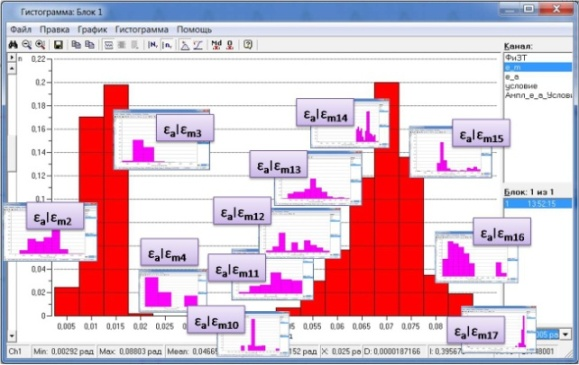 Гистограмма: Блок 1
Файл Правка График Гистограмма Помощь
Канал:
ФиЗТ
e_m
e_a
условие
Ампл_e_a_Услови
Блок: 1 из 1
1 13:52:15
n
0,22
0,2
0,18
0,16
0,14
0,12
0,1
0,04
0,02
0
εa|εm3
εa|εm14
εa|εm15
εa|εm13
εa|εm2
εa|εm12
εa|εm4
εa|εm11
εa|εm16
εa|εm10
εa|εm17
0,005 0,01 0,015 0,02 0,025 0,03 0,055 0,06 0,065 0,07 0,075 0,08
Ch1 Min: 0,00292 рад Max: 0,08803 рад X: 0,025 D: 0,0000187166